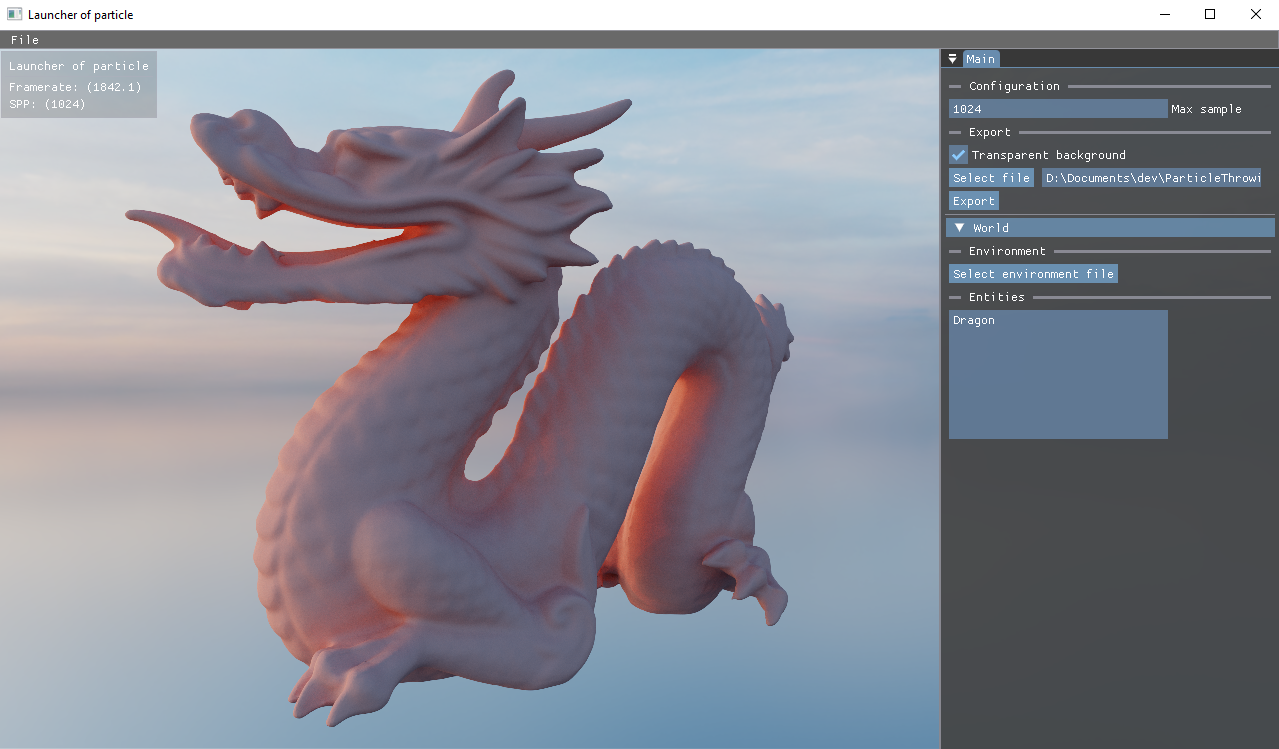 Launcher of particle
File
Launcher of particle
Framerate: (1842.1)
SPP: (1024)
Main
Configuration
1024 Max sample
Export
Transparent background
Select file D:\Documents\dev\ParticleThrowi
Export
World
Environment
Select environment file
Entities
Dragon